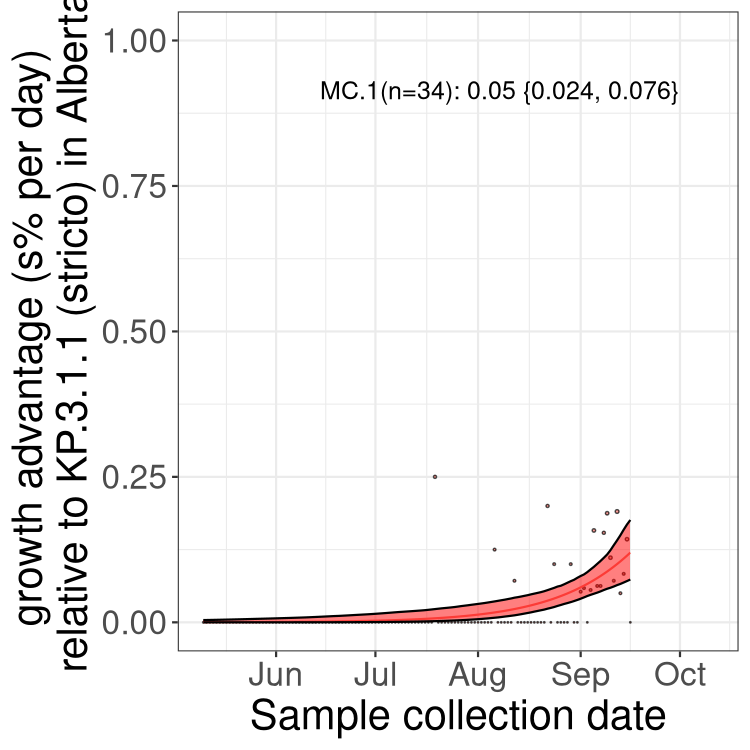 growth advantage (s% per day)
relative to KP.3.1.1 (stricto) in Alberta
1.00
0.75
0.50
0.25
0.00
MC.1(n=34): 0.05 {0.024, 0.076}
Jun Jul Aug Sep Oct
Sample collection date